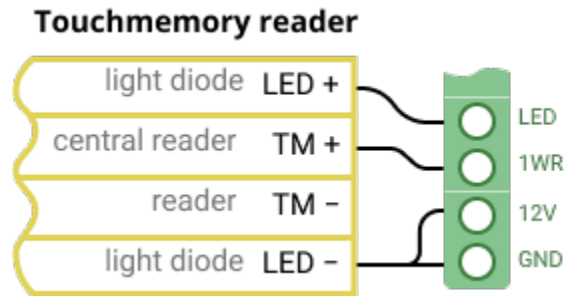 Touchmemory reader
light diode LED +
central reader TM +
reader TM −
light diode LED −
LED
1WR
12V
GND